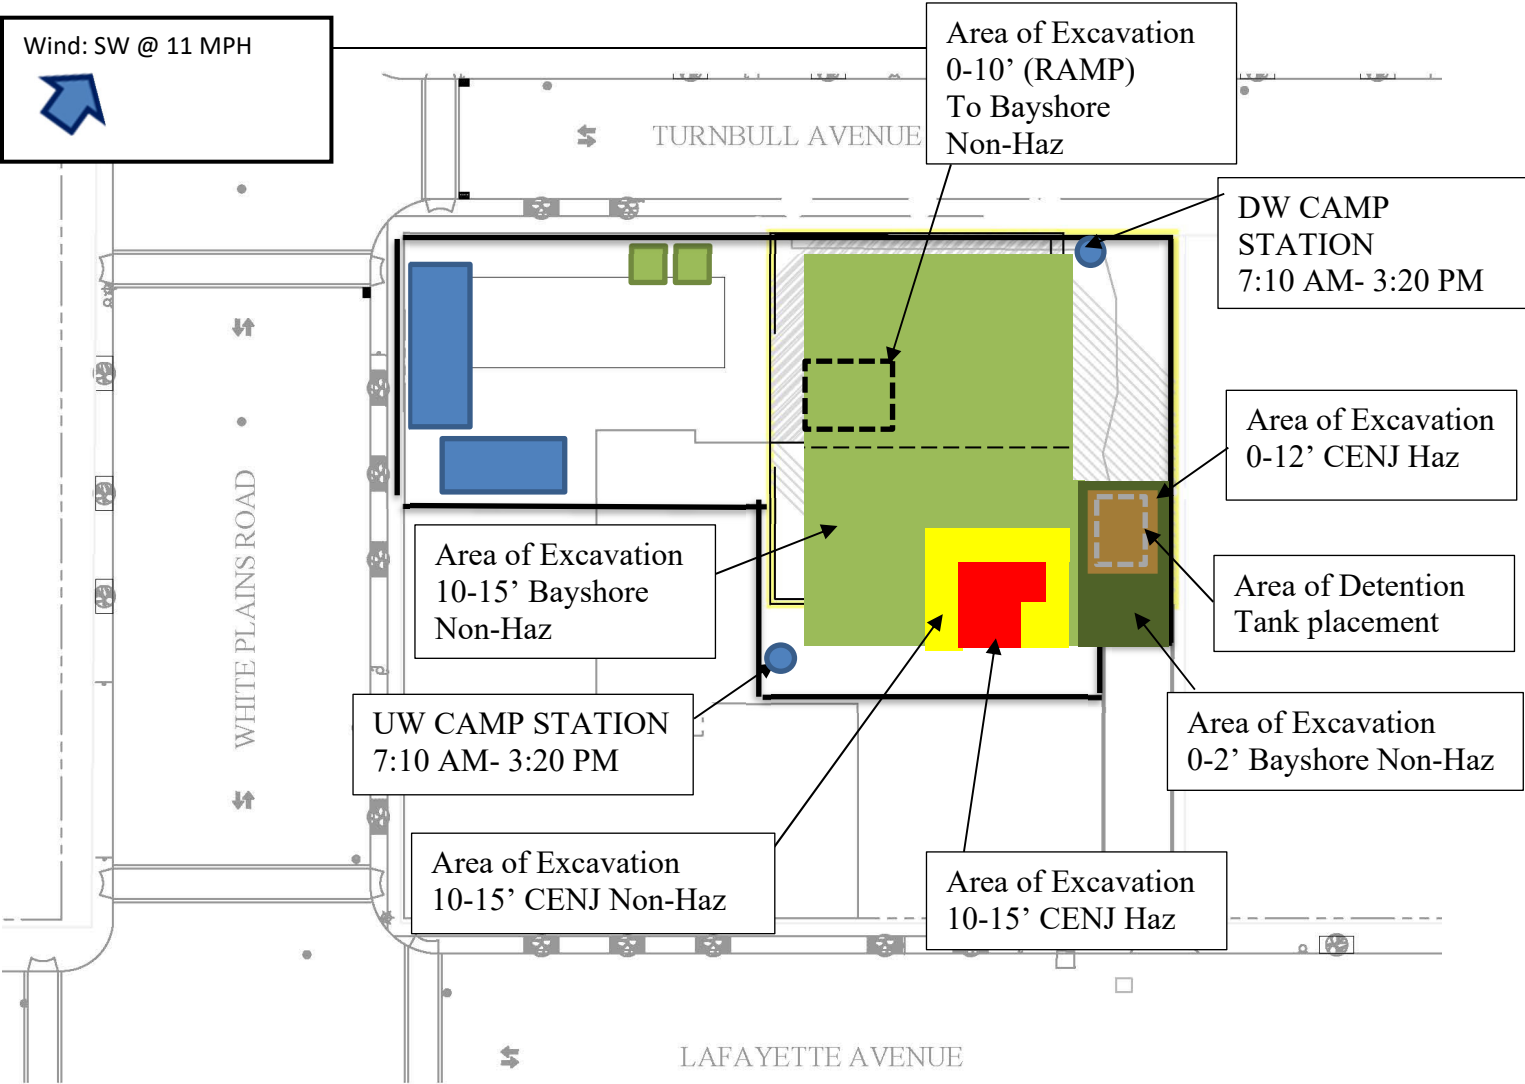 Wind: SW @ 11 MPH
Area of Excavation
0-10’ (RAMP)
To Bayshore
Non-Haz
TURNBULL AVENUE
DW CAMP
STATION
7:10 AM- 3:20 PM
Area of Excavation
0-12’ CENJ Haz
WHITE PLAINS ROAD
Area of Excavation
10-15’ Bayshore
Non-Haz
Area of Detention
Tank placement
UW CAMP STATION
7:10 AM- 3:20 PM
Area of Excavation
0-2’ Bayshore Non-Haz
Area of Excavation
10-15’ CENJ Non-Haz
Area of Excavation
10-15’ CENJ Haz
LAFAYETTE AVENUE